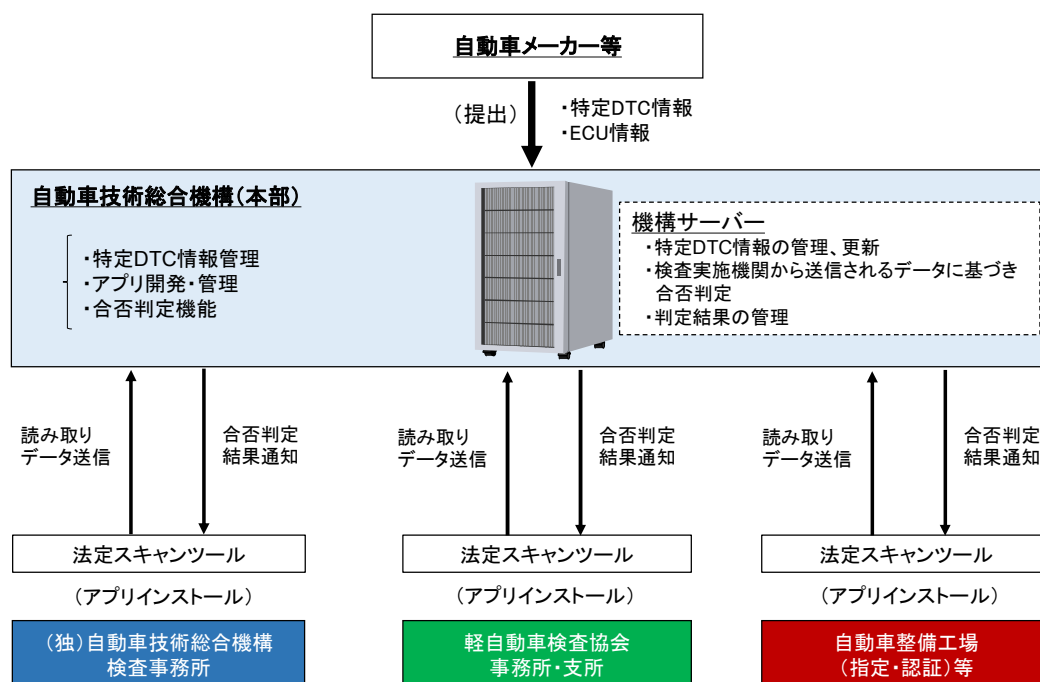 自動車メーカー等
（提出）
・特定DTC情報
・ECU情報
自動車技術総合機構（本部）
・特定DTC情報管理
・アプリ開発・管理
・合否判定機能
機構サーバー
・特定DTC情報の管理、更新
・検査実施機関から送信されるデータに基づき
合否判定
・判定結果の管理
読み取り
データ送信
合否判定
結果通知
読み取り
データ送信
合否判定
結果通知
読み取り
データ送信
合否判定
結果通知
法定スキャンツール
法定スキャンツール
法定スキャンツール
（アプリインストール）
（アプリインストール）
（アプリインストール）
（独）自動車技術総合機構
検査事務所
軽自動車検査協会
事務所・支所
自動車整備工場
（指定・認証）等